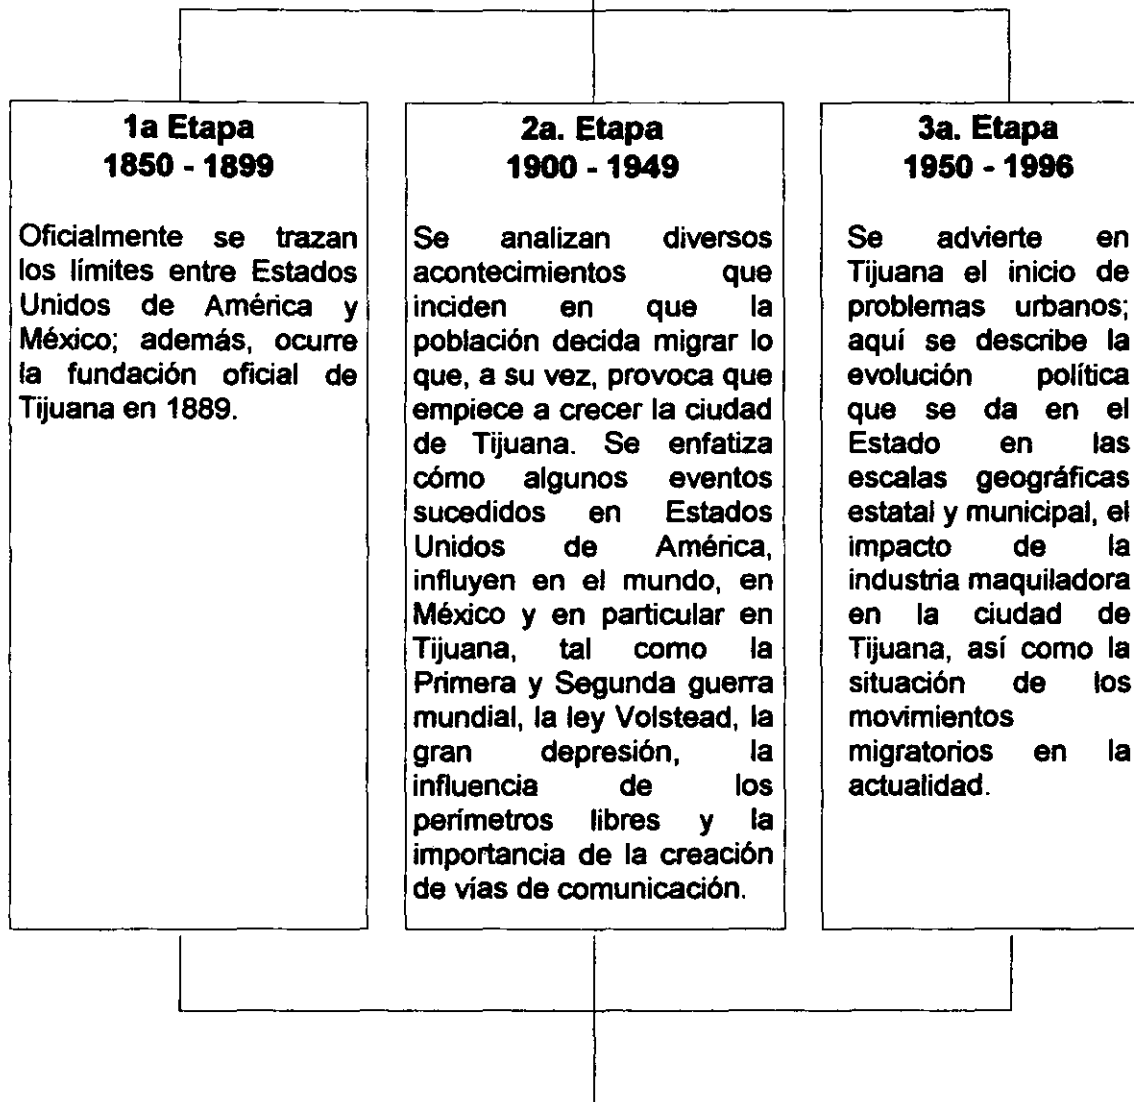 1a Etapa
1850 - 1899
Oficialmente se trazan
los límites entre Estados
Unidos de América y
México; además, ocurre
la fundación oficial de
Tijuana en 1889.
2a. Etapa
1900 - 1949
Se analizan diversos
acontecimientos que
inciden en que la
población decida migrar lo
que, a su vez, provoca que
empiece a crecer la ciudad
de Tijuana. Se enfatiza
cómo algunos eventos
sucedidos en Estados
Unidos de América,
influyen en el mundo, en
México y en particular en
Tijuana, tal como la
Primera y Segunda guerra
mundial, la ley Volstead, la
gran depresión, la
influencia de los
perímetros libres y la
importancia de la creación
de vías de comunicación.
3a. Etapa
1950 - 1996
Se advierte en
Tijuana el inicio de
problemas urbanos;
aquí se describe la
evolución política
que se da en el
Estado en las
escalas geográficas
estatal y municipal, el
impacto de la
industria maquiladora
en la ciudad de
Tijuana, así como la
situación de los
movimientos
migratorios en la
actualidad.